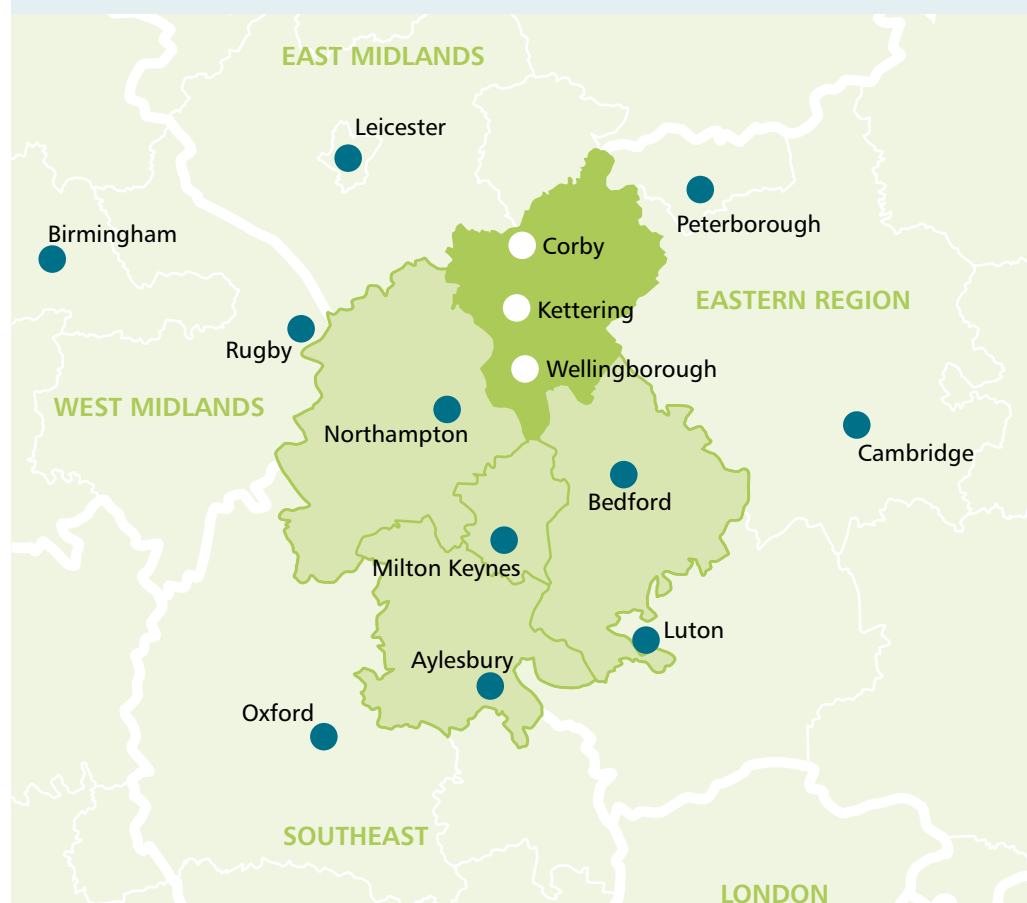 EAST MIDLANDS
Leicester
Peterborough
Birmingham
Corby
EASTERN REGION
Kettering
Rugby
Wellingborough
WEST MIDLANDS
Northampton
Cambridge
Bedford
Milton Keynes
Luton
Aylesbury
Oxford
SOUTHEAST
LONDON